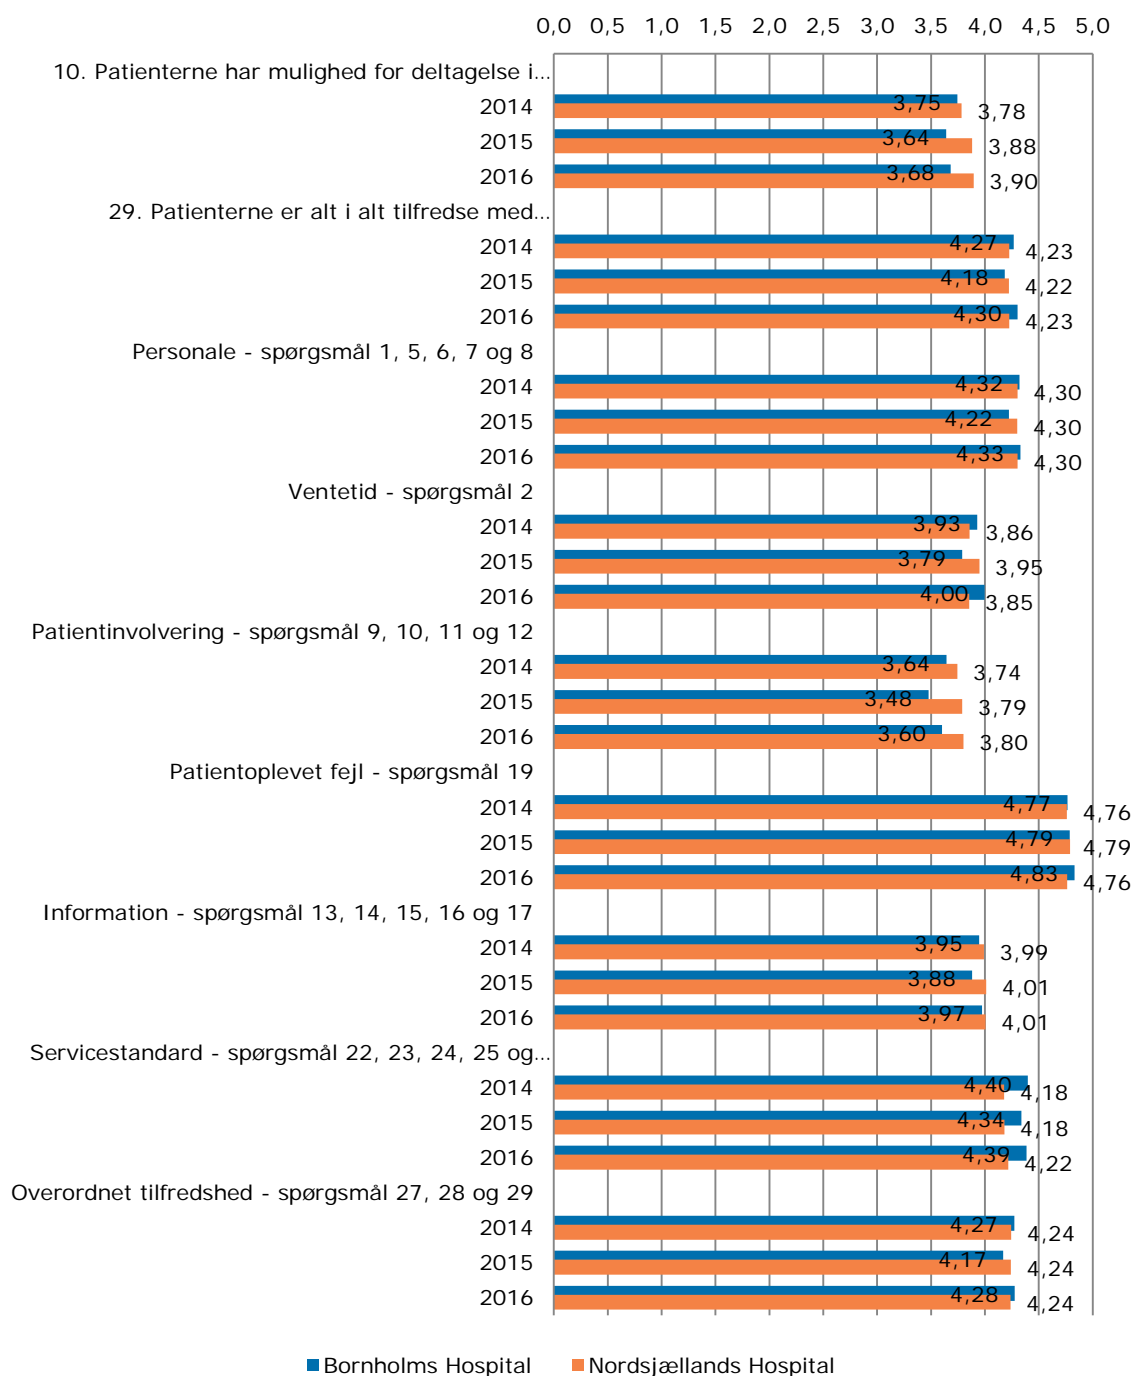 0,0 0,5 1,0 1,5 2,0 2,5 3,0 3,5 4,0 4,5 5,0
10. Patienterne har mulighed for deltagelse i...
2014 3,75 3,78
2015 3,64 3,88
2016 3,68 3,90
29. Patienterne er alt i alt tilfredse med...
2014 4,27 4,23
2015 4,18 4,22
2016 4,30 4,23
Personale - spørgsmål 1, 5, 6, 7 og 8
2014 4,32 4,30
2015 4,22 4,30
2016 4,33 4,30
Ventetid - spørgsmål 2
2014 3,93 3,86
2015 3,79 3,95
2016 4,00 3,85
Patientinvolvering - spørgsmål 9, 10, 11 og 12
2014 3,64 3,74
2015 3,48 3,79
2016 3,60 3,80
Patientoplevet fejl - spørgsmål 19
2014 4,77 4,76
2015 4,79 4,79
2016 4,83 4,76
Information - spørgsmål 13, 14, 15, 16 og 17
2014 3,95 3,99
2015 3,88 4,01
2016 3,97 4,01
Servicestandard - spørgsmål 22, 23, 24, 25 og...
2014 4,40 4,18
2015 4,34 4,18
2016 4,39 4,22
Overordnet tilfredshed - spørgsmål 27, 28 og 29
2014 4,27 4,24
2015 4,17 4,24
2016 4,28 4,24
Bornholms Hospital Nordsjællands Hospital